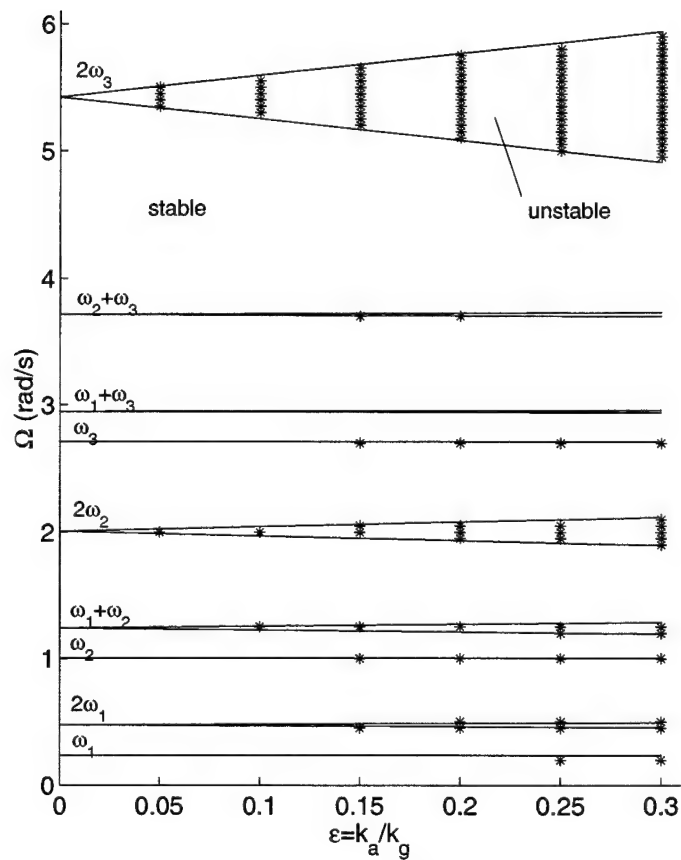 6
2ω₃
5
stable
unstable
4
ω₂+ω₃
3
ω₁+ω₃
ω₃
Ω (rad/s)
2ω₂
2
ω₁+ω₂
ω₂
1
2ω₁
ω₁
0
0 0.05 0.1 0.15 0.2 0.25 0.3
ε=kₐ/k_g